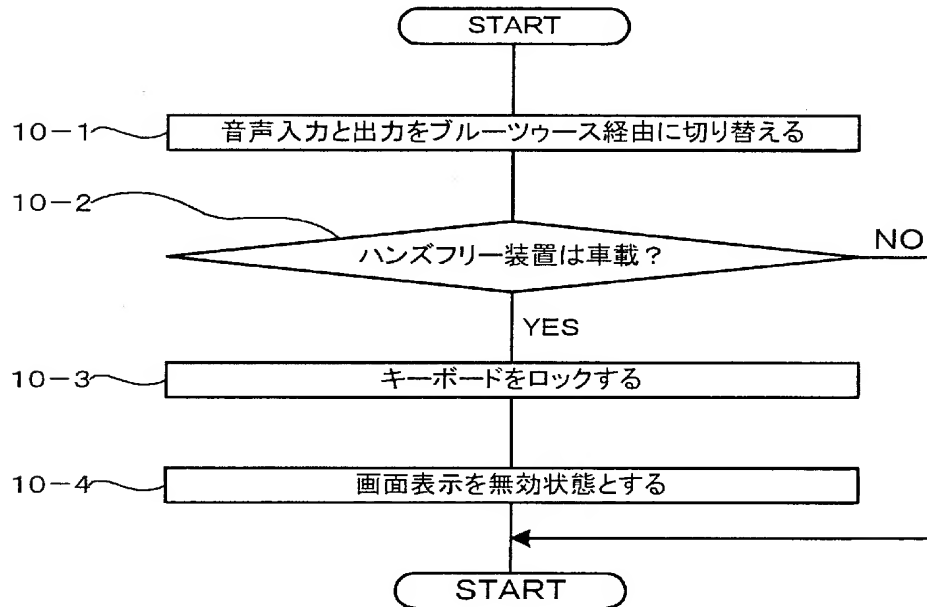 START
10-1
音声入力と出力をブルーツゥース経由に切り替える
10-2
ハンズフリー装置は車載?
NO
YES
10-3
キーボードをロックする
10-4
画面表示を無効状態とする
START